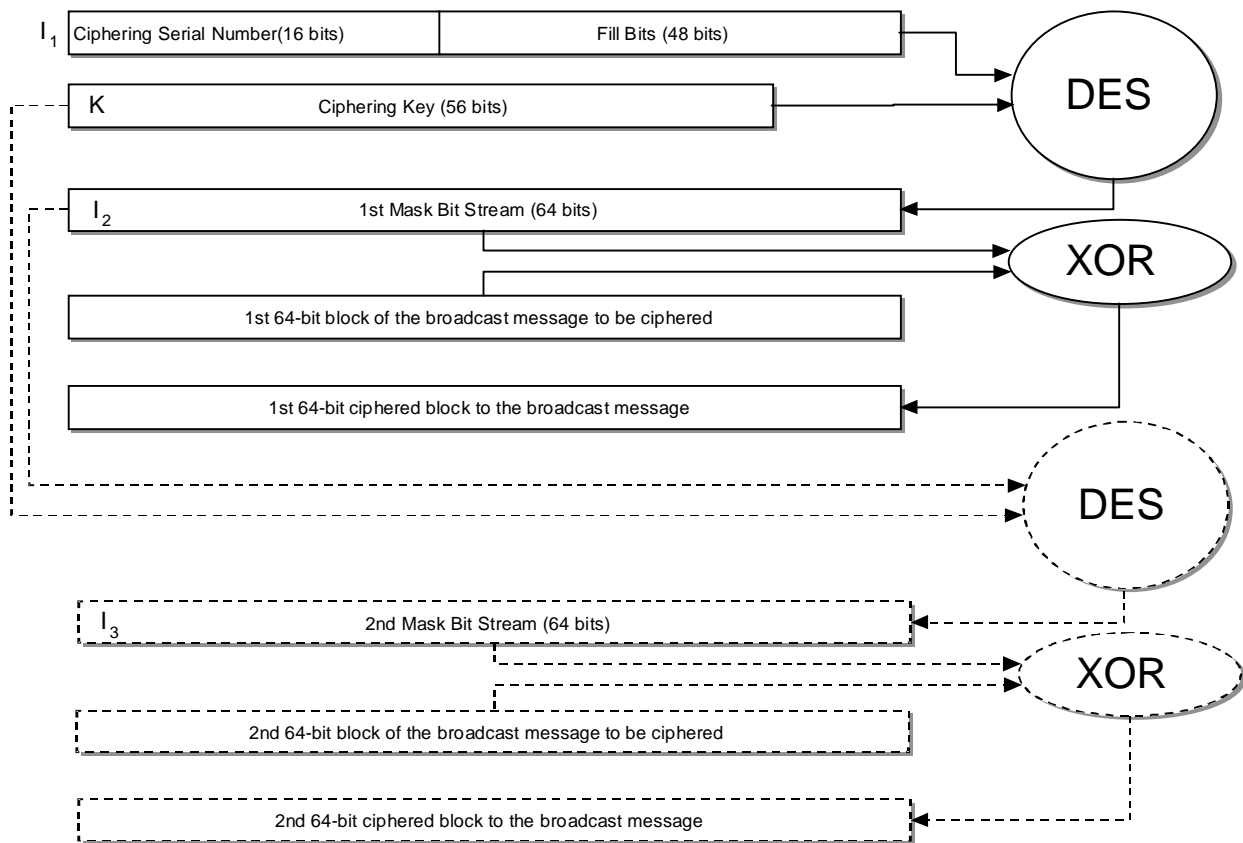 I1 Ciphering Serial Number(16 bits) Fill Bits (48 bits)
DES
K Ciphering Key (56 bits)
I2 1st Mask Bit Stream (64 bits)
XOR
1st 64-bit block of the broadcast message to be ciphered
1st 64-bit ciphered block to the broadcast message
DES
I3 2nd Mask Bit Stream (64 bits)
XOR
2nd 64-bit block of the broadcast message to be ciphered
2nd 64-bit ciphered block to the broadcast message